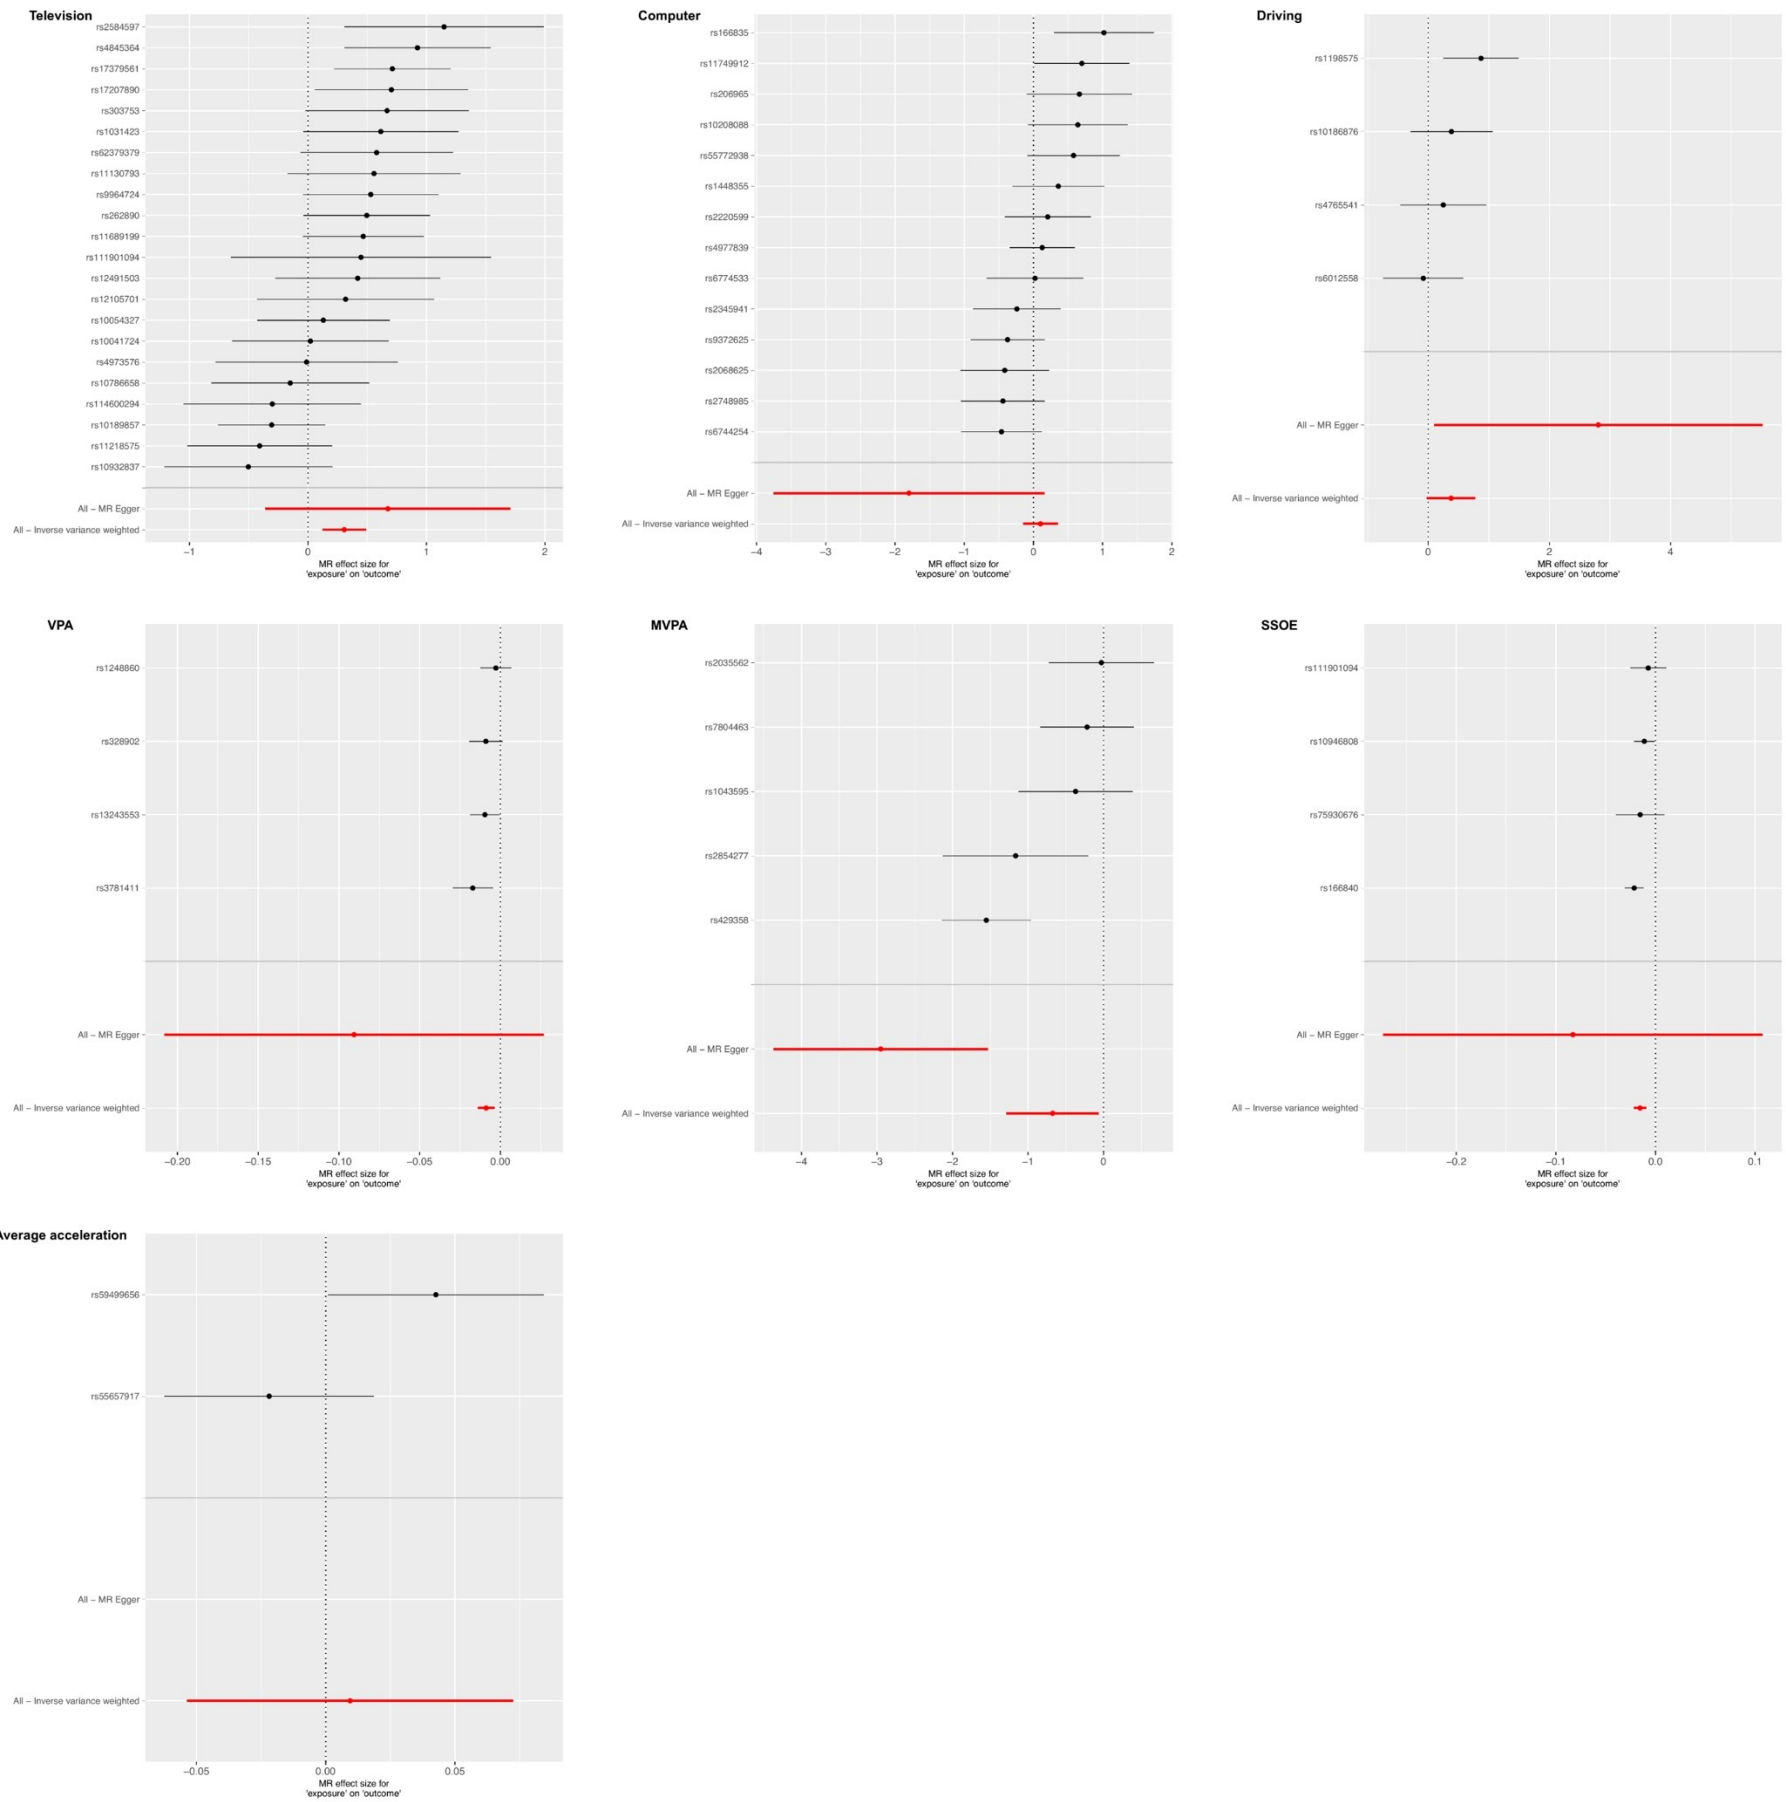 Television
rs2584597
rs4845364
rs17379561
rs17207890
rs303753
rs1031423
rs62379379
rs11130793
rs9964724
rs262890
rs11689199
rs111901094
rs12491503
rs12105701
rs10054327
rs10041724
rs4973576
rs10786658
rs114600294
rs10189857
rs11218575
rs10932837
All − MR Egger
All − Inverse variance weighted
−1 0 1 2
MR effect size for
'exposure' on 'outcome'
Computer
rs166835
rs11749912
rs206965
rs10208088
rs55772938
rs1448355
rs2220599
rs4977839
rs6774533
rs2345941
rs9372625
rs2068625
rs2748985
rs6744254
All − MR Egger
All − Inverse variance weighted
−4 −3 −2 −1 0 1 2
MR effect size for
'exposure' on 'outcome'
Driving
rs1198575
rs10186876
rs4765541
rs6012558
All − MR Egger
All − Inverse variance weighted
0 2 4
MR effect size for
'exposure' on 'outcome'
VPA
rs1248860
rs328902
rs13243553
rs3781411
All − MR Egger
All − Inverse variance weighted
−0.20 −0.15 −0.10 −0.05 0.00
MR effect size for
'exposure' on 'outcome'
MVPA
rs2035562
rs7804463
rs1043595
rs2854277
rs429358
All − MR Egger
All − Inverse variance weighted
−4 −3 −2 −1 0
MR effect size for
'exposure' on 'outcome'
SSOE
rs111901094
rs10946808
rs75930676
rs166840
All − MR Egger
All − Inverse variance weighted
−0.2 −0.1 0.0 0.1
MR effect size for
'exposure' on 'outcome'
Average acceleration
rs59499656
rs55657917
All − MR Egger
All − Inverse variance weighted
−0.05 0.00 0.05
MR effect size for
'exposure' on 'outcome'